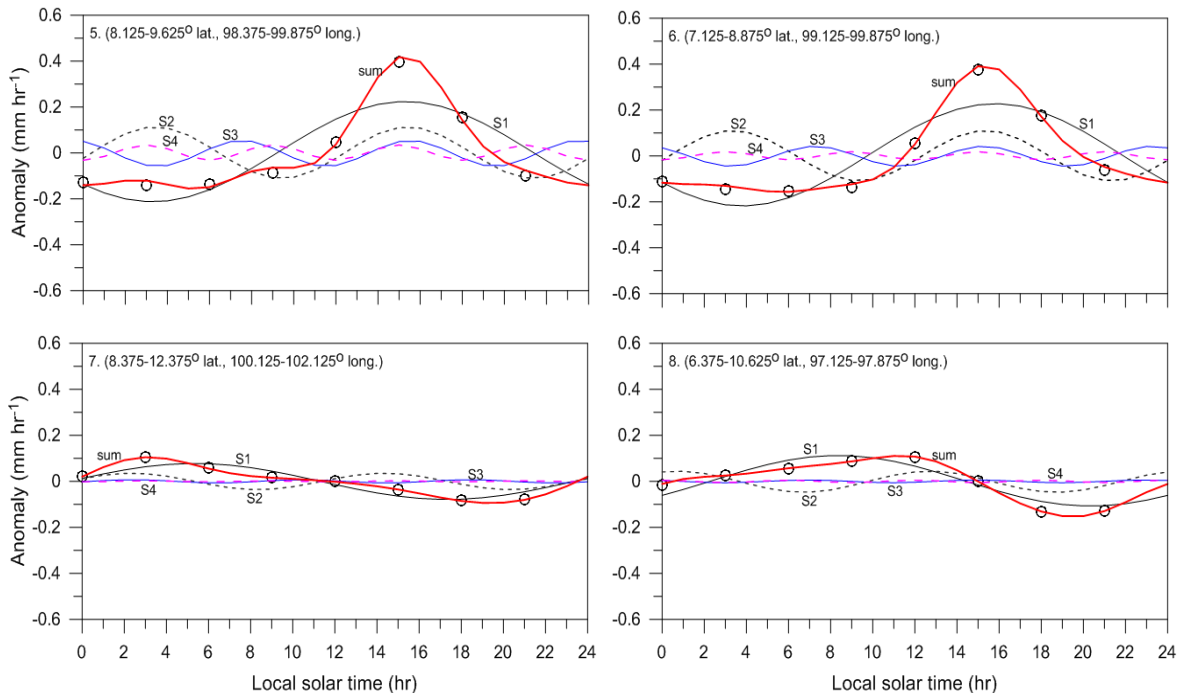 5. (8.125-9.625° lat., 98.375-99.875° long.)
sum
S1
S2
S3
S4
0.6
0.4
0.2
0
-0.2
-0.4
-0.6
Anomaly (mm hr⁻¹)
6. (7.125-8.875° lat., 99.125-99.875° long.)
sum
S1
S2
S3
S4
0.6
0.4
0.2
0
-0.2
-0.4
-0.6
7. (8.375-12.375° lat., 100.125-102.125° long.)
sum
S1
S3
S4
S2
0.6
0.4
0.2
0
-0.2
-0.4
-0.6
Anomaly (mm hr⁻¹)
0 2 4 6 8 10 12 14 16 18 20 22 24
Local solar time (hr)
8. (6.375-10.625° lat., 97.125-97.875° long.)
S1
sum
S4
S2
S3
0.6
0.4
0.2
0
-0.2
-0.4
-0.6
0 2 4 6 8 10 12 14 16 18 20 22 24
Local solar time (hr)